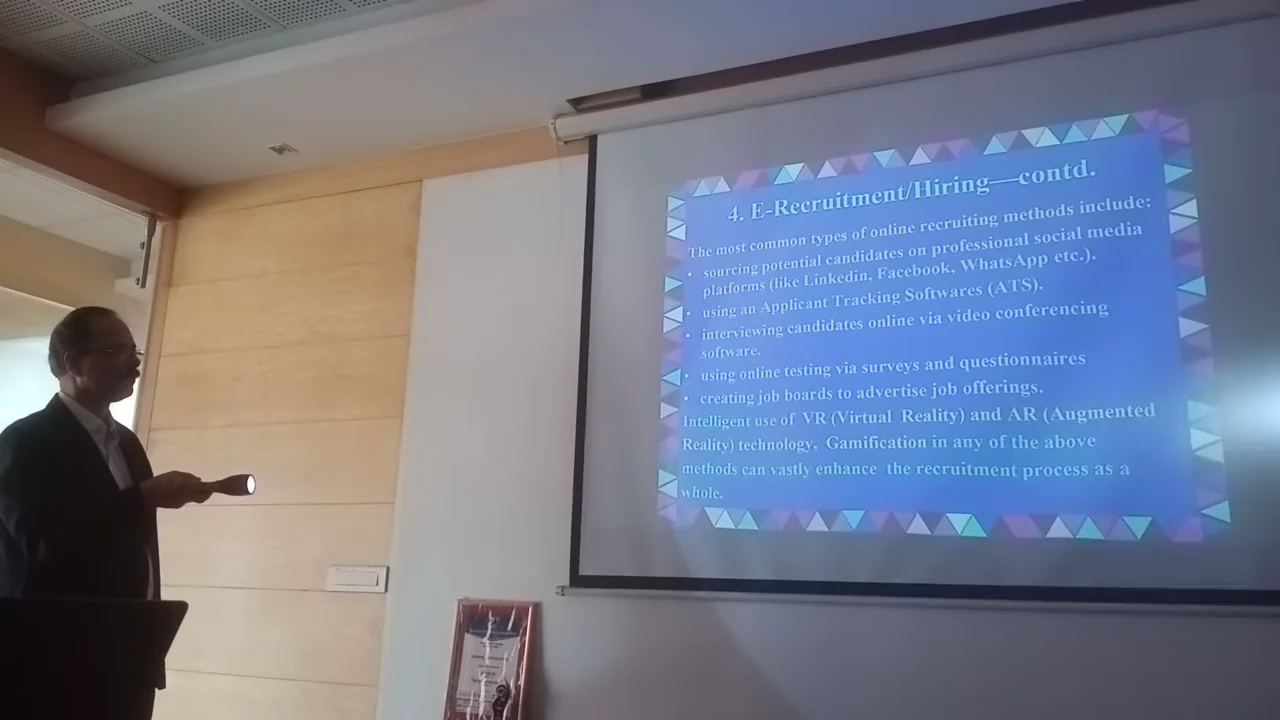 4. E-Recruitment/Hiring—contd.
The most common types of online recruiting methods include:
• sourcing potential candidates on professional social media
platforms (like Linkedin, Facebook, WhatsApp etc.).
• using an Applicant Tracking Softwares (ATS).
• interviewing candidates online via video conferencing
software.
• using online testing via surveys and questionnaires
• creating job boards to advertise job offerings.
Intelligent use of VR (Virtual Reality) and AR (Augmented
Reality) technology, Gamification in any of the above
methods can vastly enhance the recruitment process as a
whole.